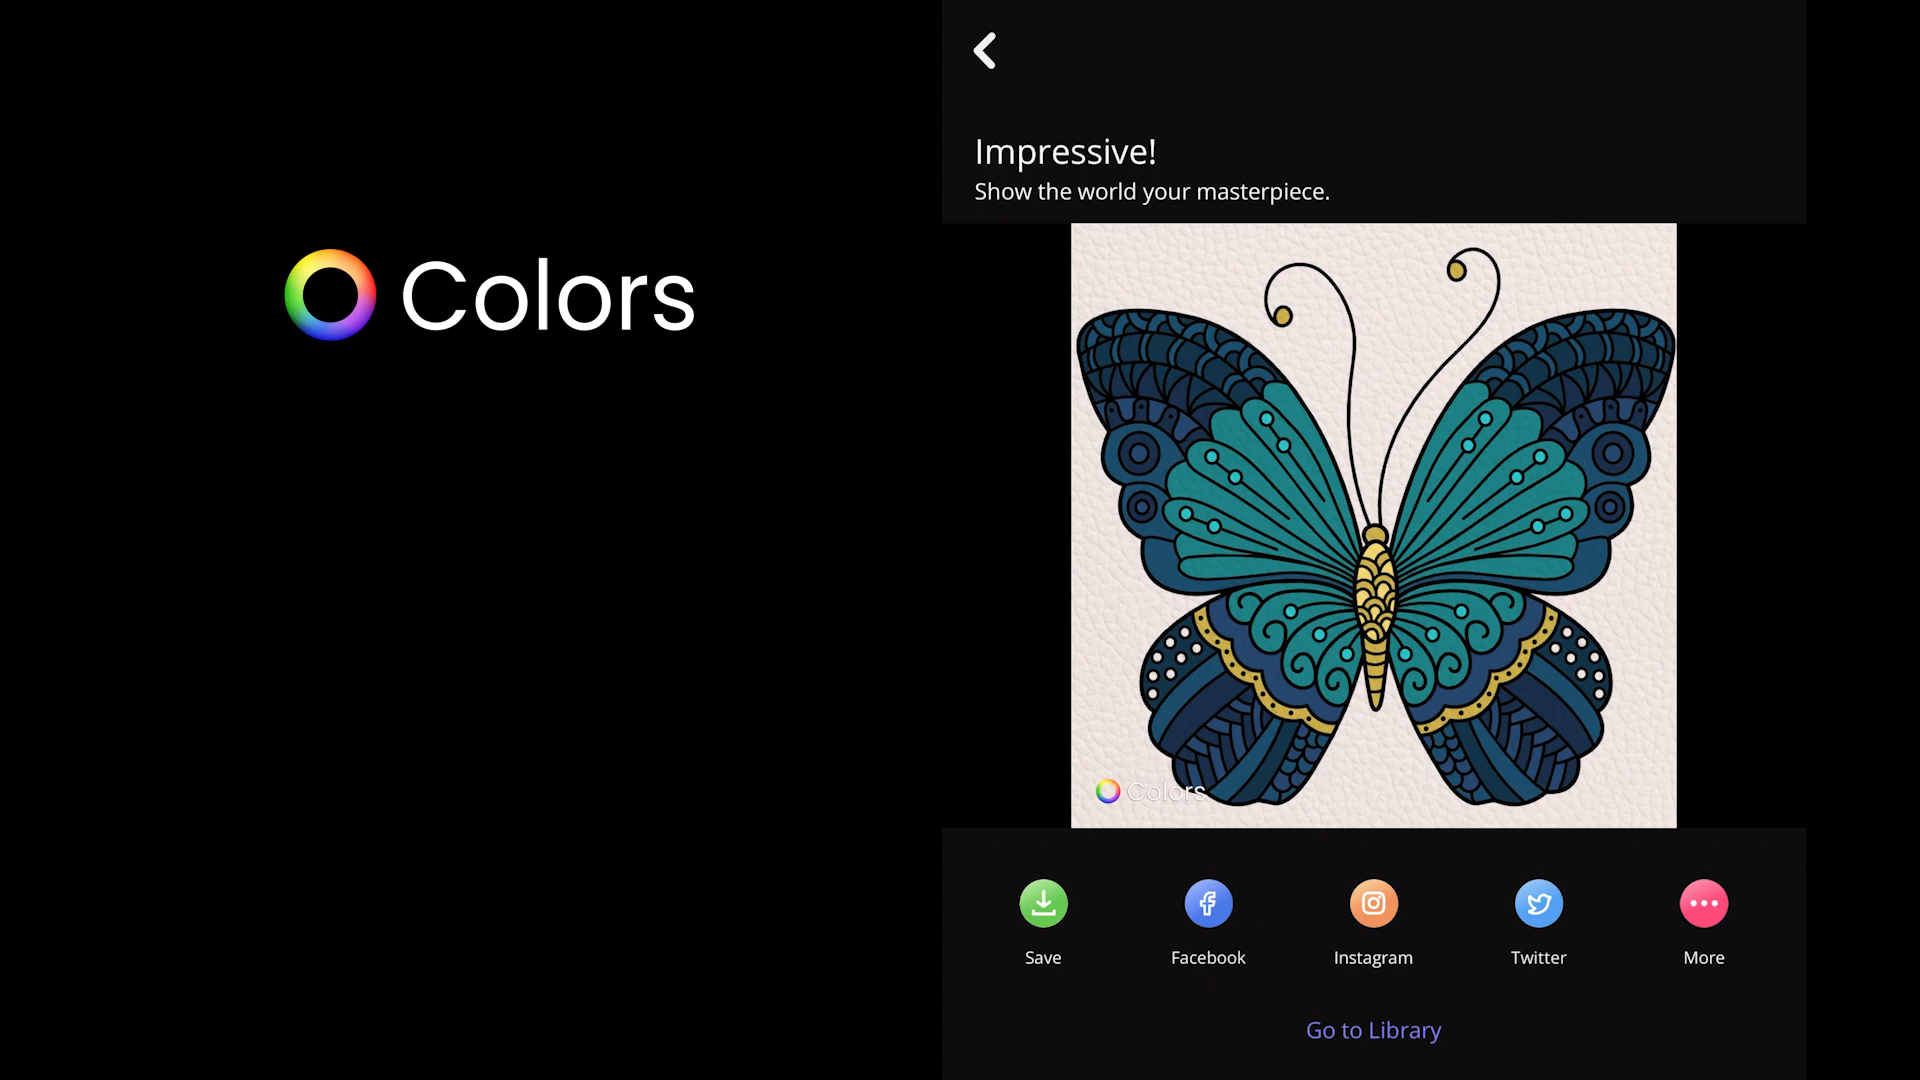 Colors
Impressive!
Show the world your masterpiece.
Colors
Save
Facebook
Instagram
Twitter
More
Go to Library